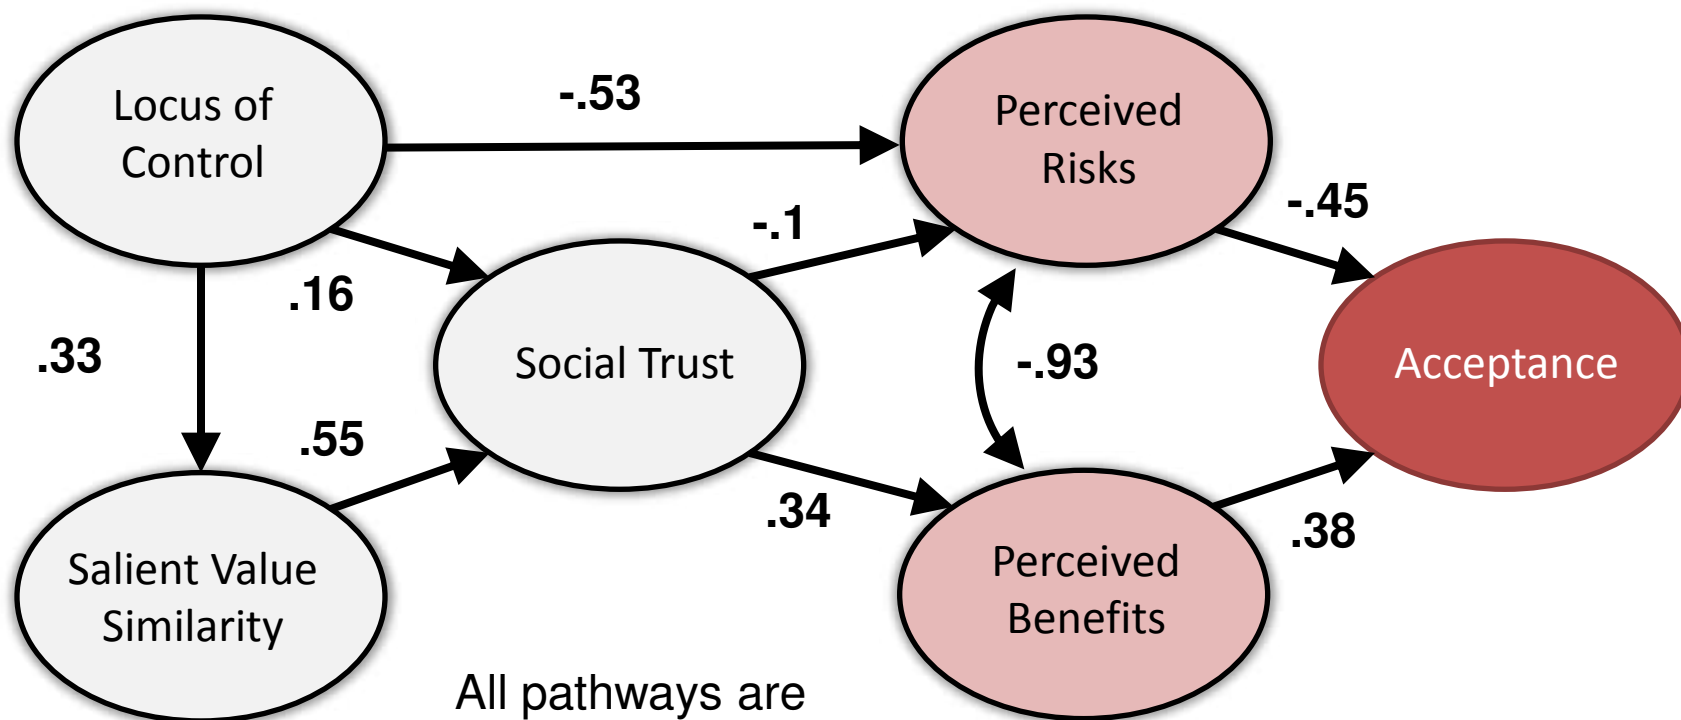 Locus of
Control
-.53
Perceived
Risks
-.45
-.1
.16
.33
Social Trust
-.93
Acceptance
.55
.34
.38
Salient Value
Similarity
Perceived
Benefits
All pathways are